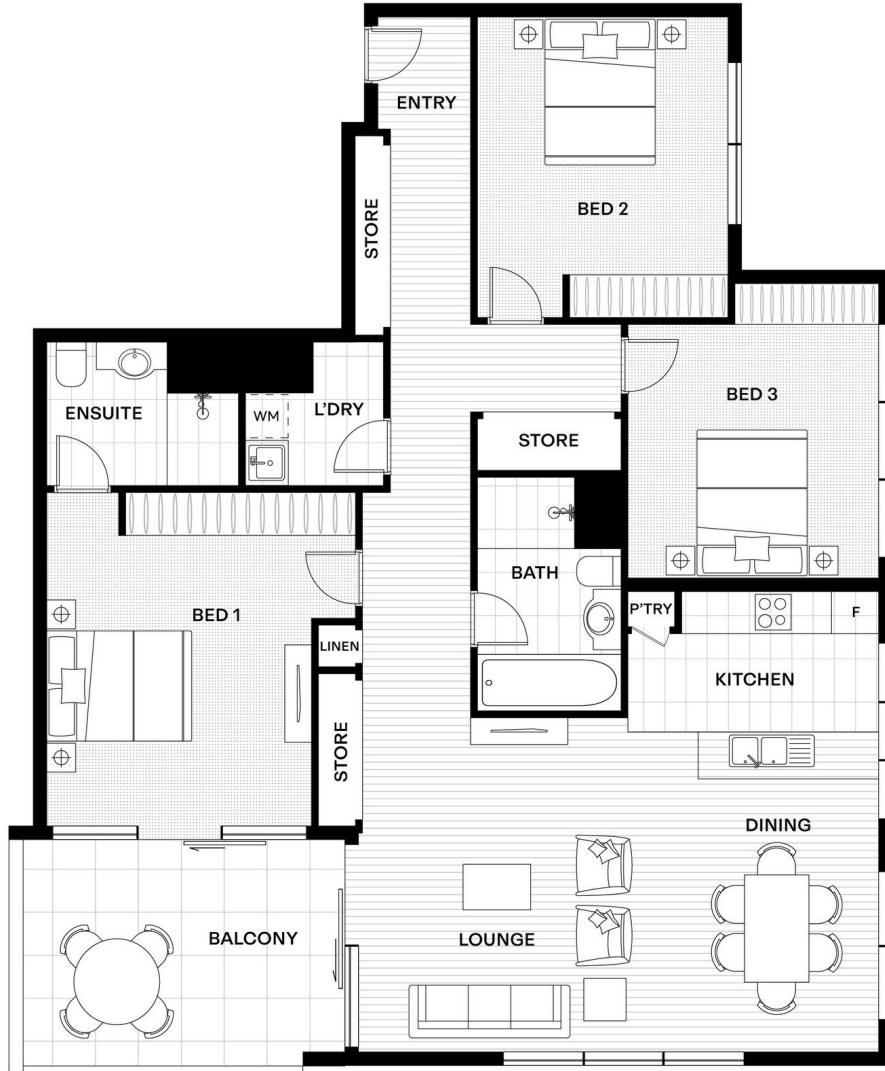 ENTRY
STORE
BED 2
ENSUITE
WM
L'DRY
BED 3
STORE
BATH
BED 1
P'TRY
F
LINEN
KITCHEN
STORE
DINING
BALCONY
LOUNGE